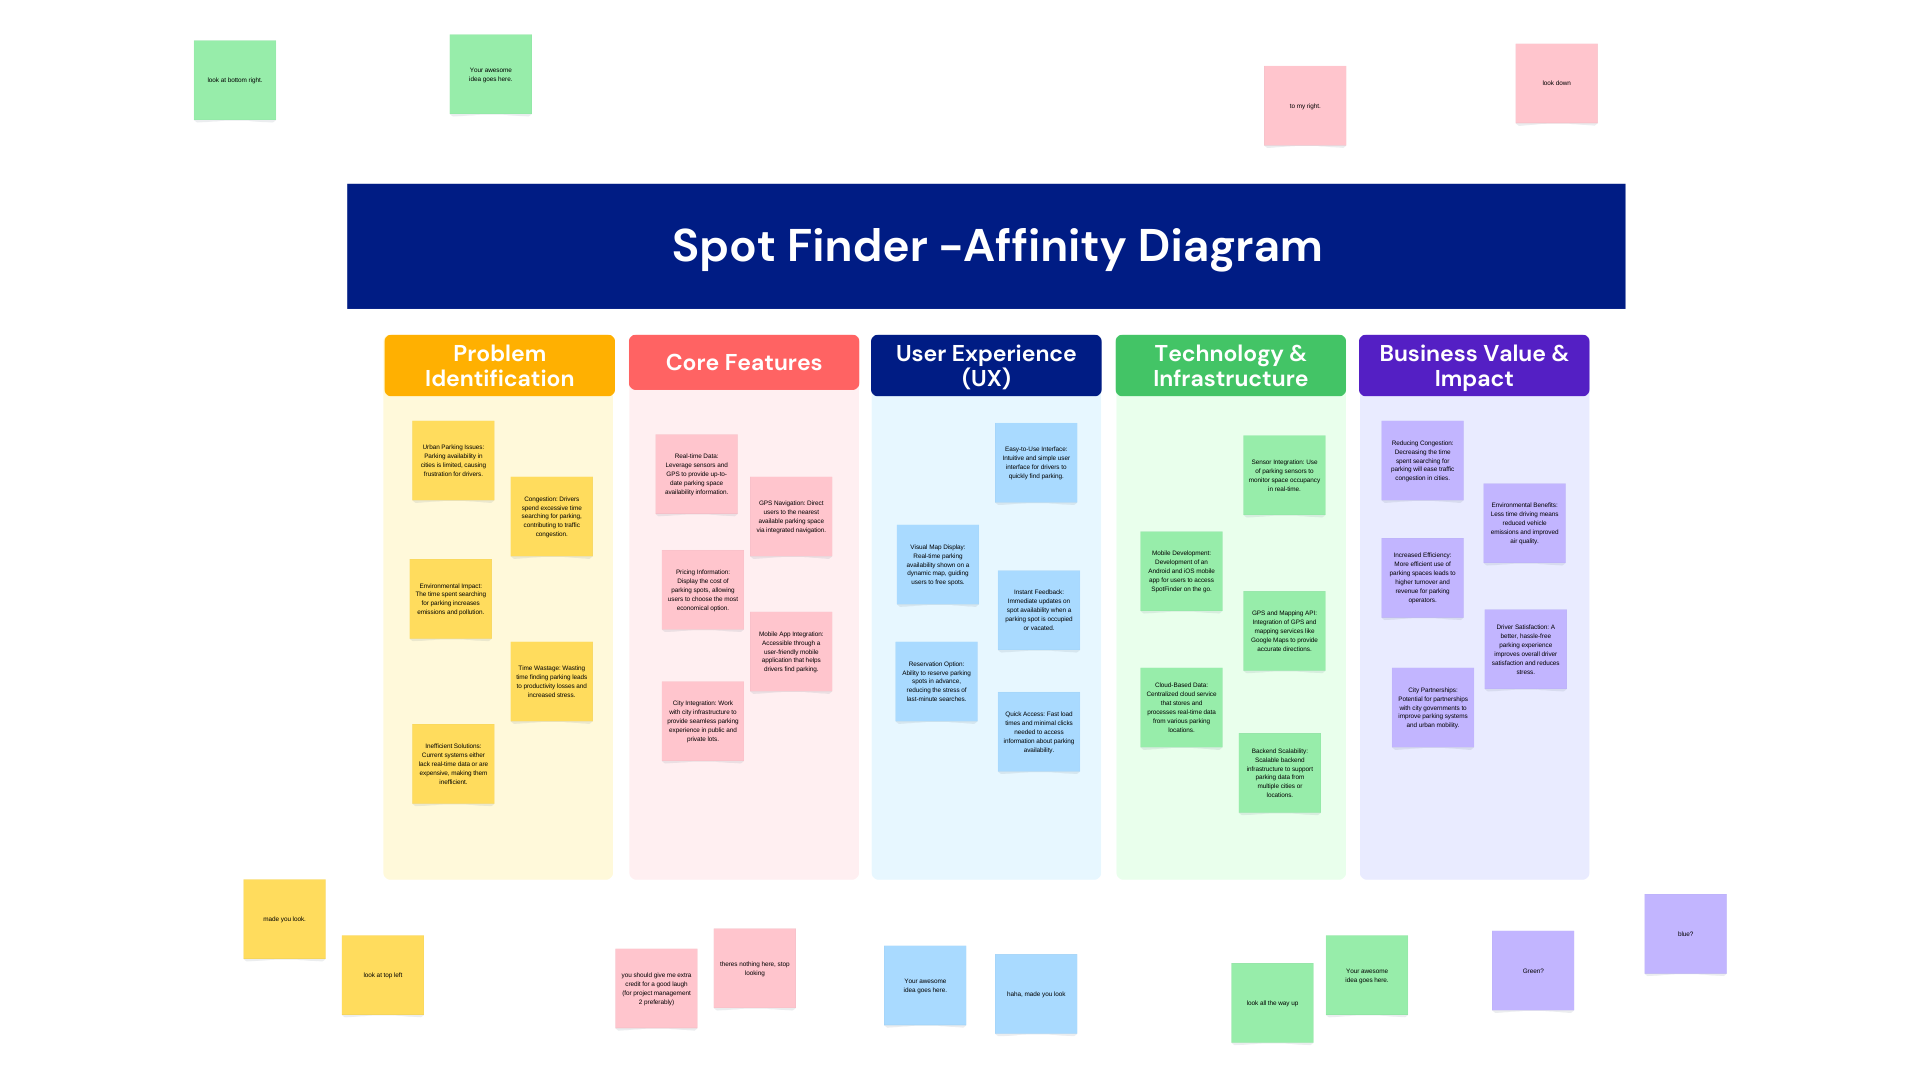 look at bottom right.
Your awesome
idea goes here.
to my right.
look down
Spot Finder -Affinity Diagram
Problem
Identification
Urban Parking Issues:
Parking availability in
cities is limited, causing
frustration for drivers.
Congestion: Drivers
spend excessive time
searching for parking,
contributing to traffic
congestion.
Environmental Impact:
The time spent searching
for parking increases
emissions and pollution.
Time Wastage: Wasting
time finding parking leads
to productivity losses and
increased stress.
Inefficient Solutions:
Current systems either
lack real-time data or are
expensive, making them
inefficient.
Core Features
Real-time Data:
Leverage sensors and
GPS to provide up-to-
date parking space
availability information.
GPS Navigation: Direct
users to the nearest
available parking space
via integrated navigation.
Pricing Information:
Display the cost of
parking spots, allowing
users to choose the most
economical option.
Mobile App Integration:
Accessible through a
user-friendly mobile
application that helps
drivers find parking.
City Integration: Work
with city infrastructure to
provide seamless parking
experience in public and
private lots.
User Experience
(UX)
Easy-to-Use Interface:
Intuitive and simple user
interface for drivers to
quickly find parking.
Visual Map Display:
Real-time parking
availability shown on a
dynamic map, guiding
users to free spots.
Instant Feedback:
Immediate updates on
spot availability when a
parking spot is occupied
or vacated.
Reservation Option:
Ability to reserve parking
spots in advance,
reducing the stress of
last-minute searches.
Quick Access: Fast load
times and minimal clicks
needed to access
information about parking
availability.
Technology &
Infrastructure
Sensor Integration: Use
of parking sensors to
monitor space occupancy
in real-time.
Mobile Development:
Development of an
Android and iOS mobile
app for users to access
SpotFinder on the go.
GPS and Mapping API:
Integration of GPS and
mapping services like
Google Maps to provide
accurate directions.
Cloud-Based Data:
Centralized cloud service
that stores and
processes real-time data
from various parking
locations.
Backend Scalability:
Scalable backend
infrastructure to support
parking data from
multiple cities or
locations.
Business Value &
Impact
Reducing Congestion:
Decreasing the time
spent searching for
parking will ease traffic
congestion in cities.
Environmental Benefits:
Less time driving means
reduced vehicle
emissions and improved
air quality.
Increased Efficiency:
More efficient use of
parking spaces leads to
higher turnover and
revenue for parking
operators.
Driver Satisfaction: A
better, hassle-free
parking experience
improves overall driver
satisfaction and reduces
stress.
City Partnerships:
Potential for partnerships
with city governments to
improve parking systems
and urban mobility.
made you look.
look at top left
you should give me extra
credit for a good laugh
(for project management
2 preferably)
theres nothing here, stop
looking
Your awesome
idea goes here.
haha, made you look
look all the way up
Your awesome
idea goes here.
Green?
blue?